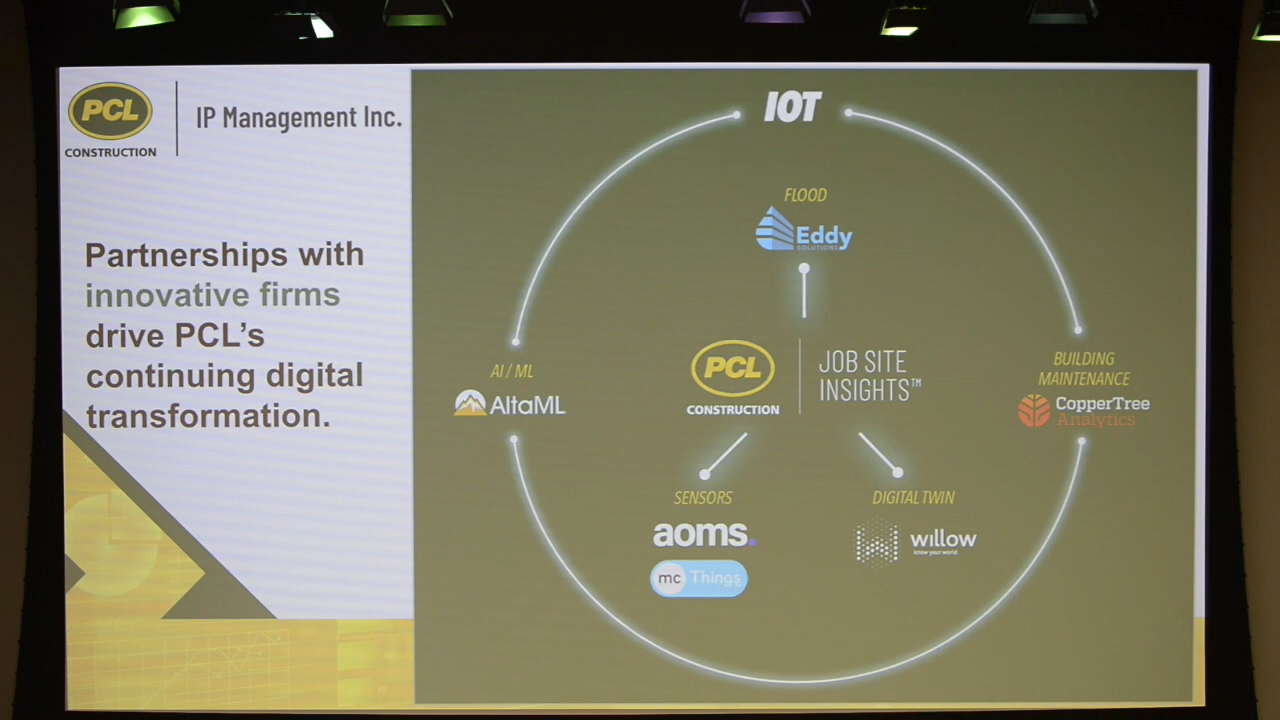 PCL
CONSTRUCTION
IP Management Inc.
Partnerships with
innovative firms
drive PCL's
continuing digital
transformation.
IOT
FLOOD
Eddy
SOLUTIONS
AI / ML
AltaML
PCL
CONSTRUCTION
JOB SITE
INSIGHTS™
BUILDING
MAINTENANCE
CopperTree
Analytics
SENSORS
aoms.
mcThings
DIGITAL TWIN
willow
know your world